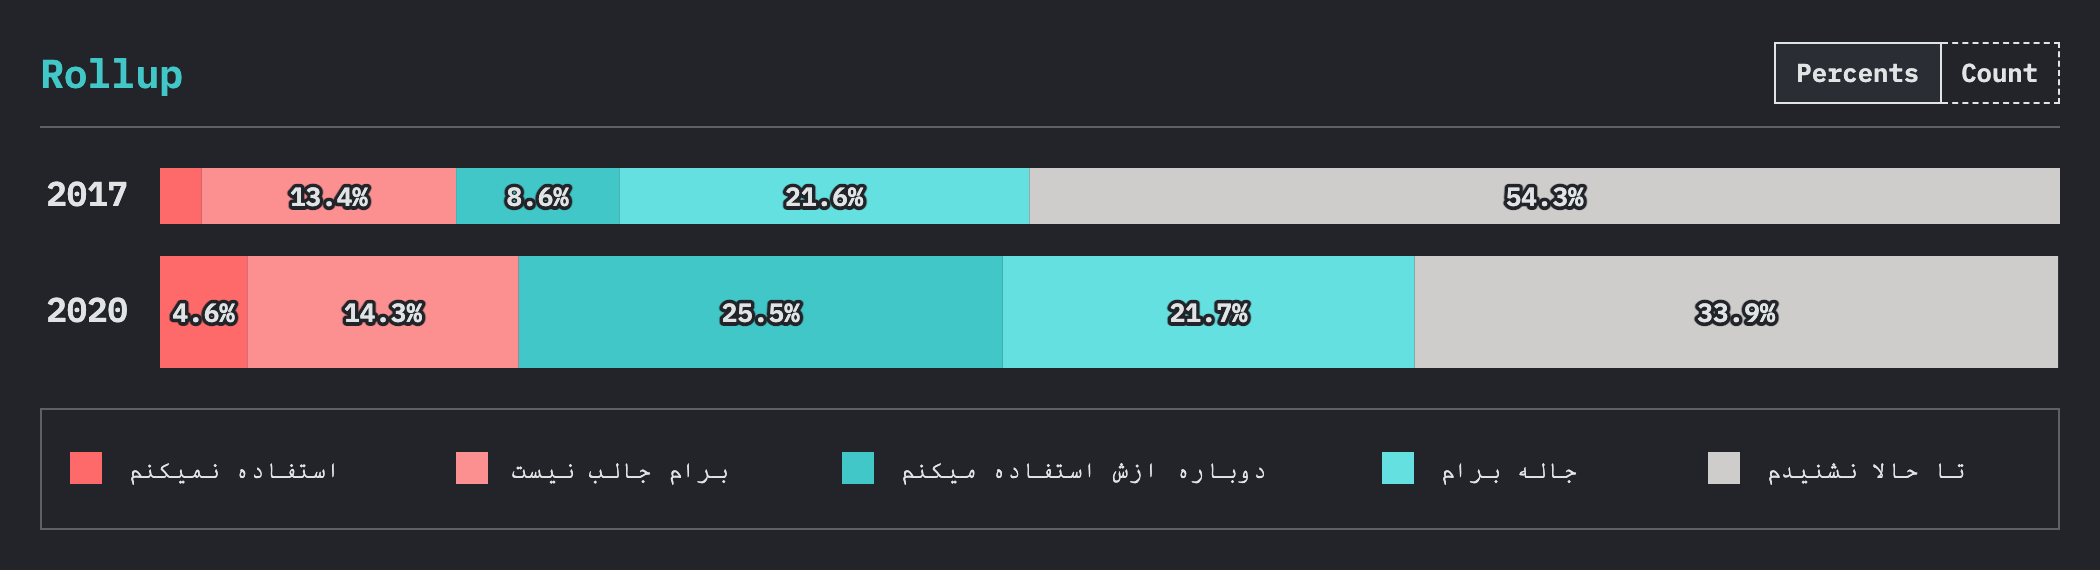 Rollup
Percents Count
2017 13.4% 8.6% 21.6% 54.3%
2020 4.6% 14.3% 25.5% 21.7% 33.9%
استفاده نمیکنم
برام جالب نیست
دوباره ازش استفاده میکنم
جاله برام
تا حالا نشنیدم